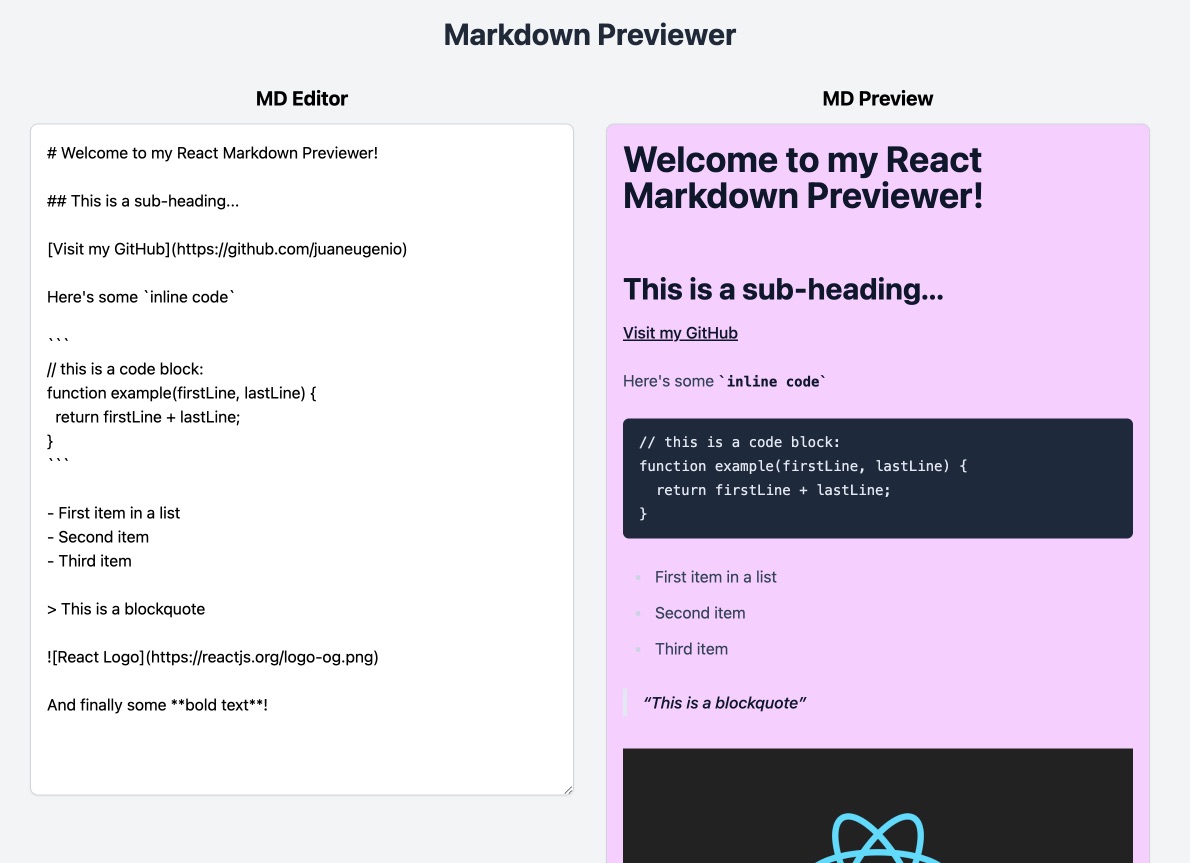 Markdown Previewer
MD Editor
# Welcome to my React Markdown Previewer!
## This is a sub-heading...
[Visit my GitHub](https://github.com/juaneugenio)
Here's some `inline code`
```
// this is a code block:
function example(firstLine, lastLine) {
  return firstLine + lastLine;
}
```
- First item in a list
- Second item
- Third item
> This is a blockquote
![React Logo](https://reactjs.org/logo-og.png)
And finally some **bold text**!
MD Preview
Welcome to my React
Markdown Previewer!
This is a sub-heading...
Visit my GitHub
Here's some `inline code`
// this is a code block:
function example(firstLine, lastLine) {
  return firstLine + lastLine;
}
• First item in a list
• Second item
• Third item
“This is a blockquote”